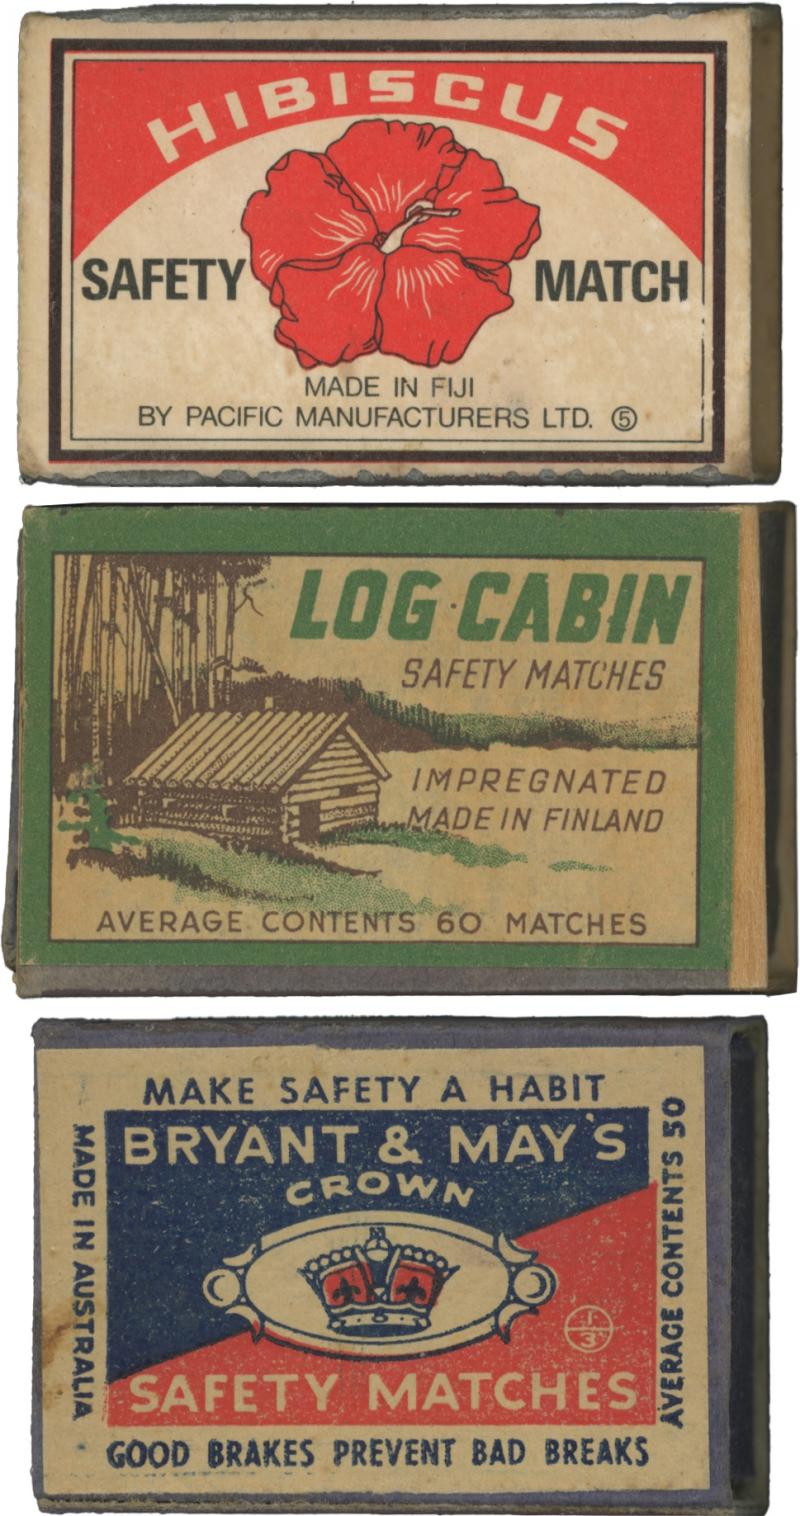 HIBISCUS
SAFETY MATCH
MADE IN FIJI
BY PACIFIC MANUFACTURERS LTD. ⑤
LOG·CABIN
SAFETY MATCHES
IMPREGNATED
MADE IN FINLAND
AVERAGE CONTENTS 60 MATCHES
MAKE SAFETY A HABIT
MADE IN AUSTRALIA
BRYANT & MAY'S
CROWN
1/3
SAFETY MATCHES
AVERAGE CONTENTS 50
GOOD BRAKES PREVENT BAD BREAKS